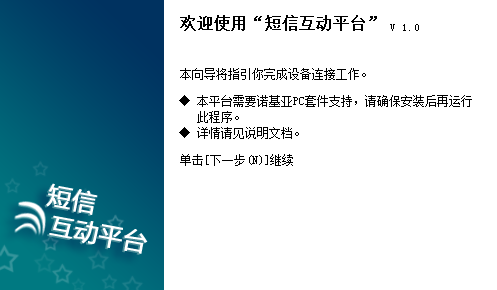 欢迎使用“短信互动平台” V 1.0
本向导将指引你完成设备连接工作。
◆ 本平台需要诺基亚PC套件支持，请确保安装后再运行
此程序。
◆ 详情请见说明文档。
单击[下一步(N)]继续
短信
互动平台